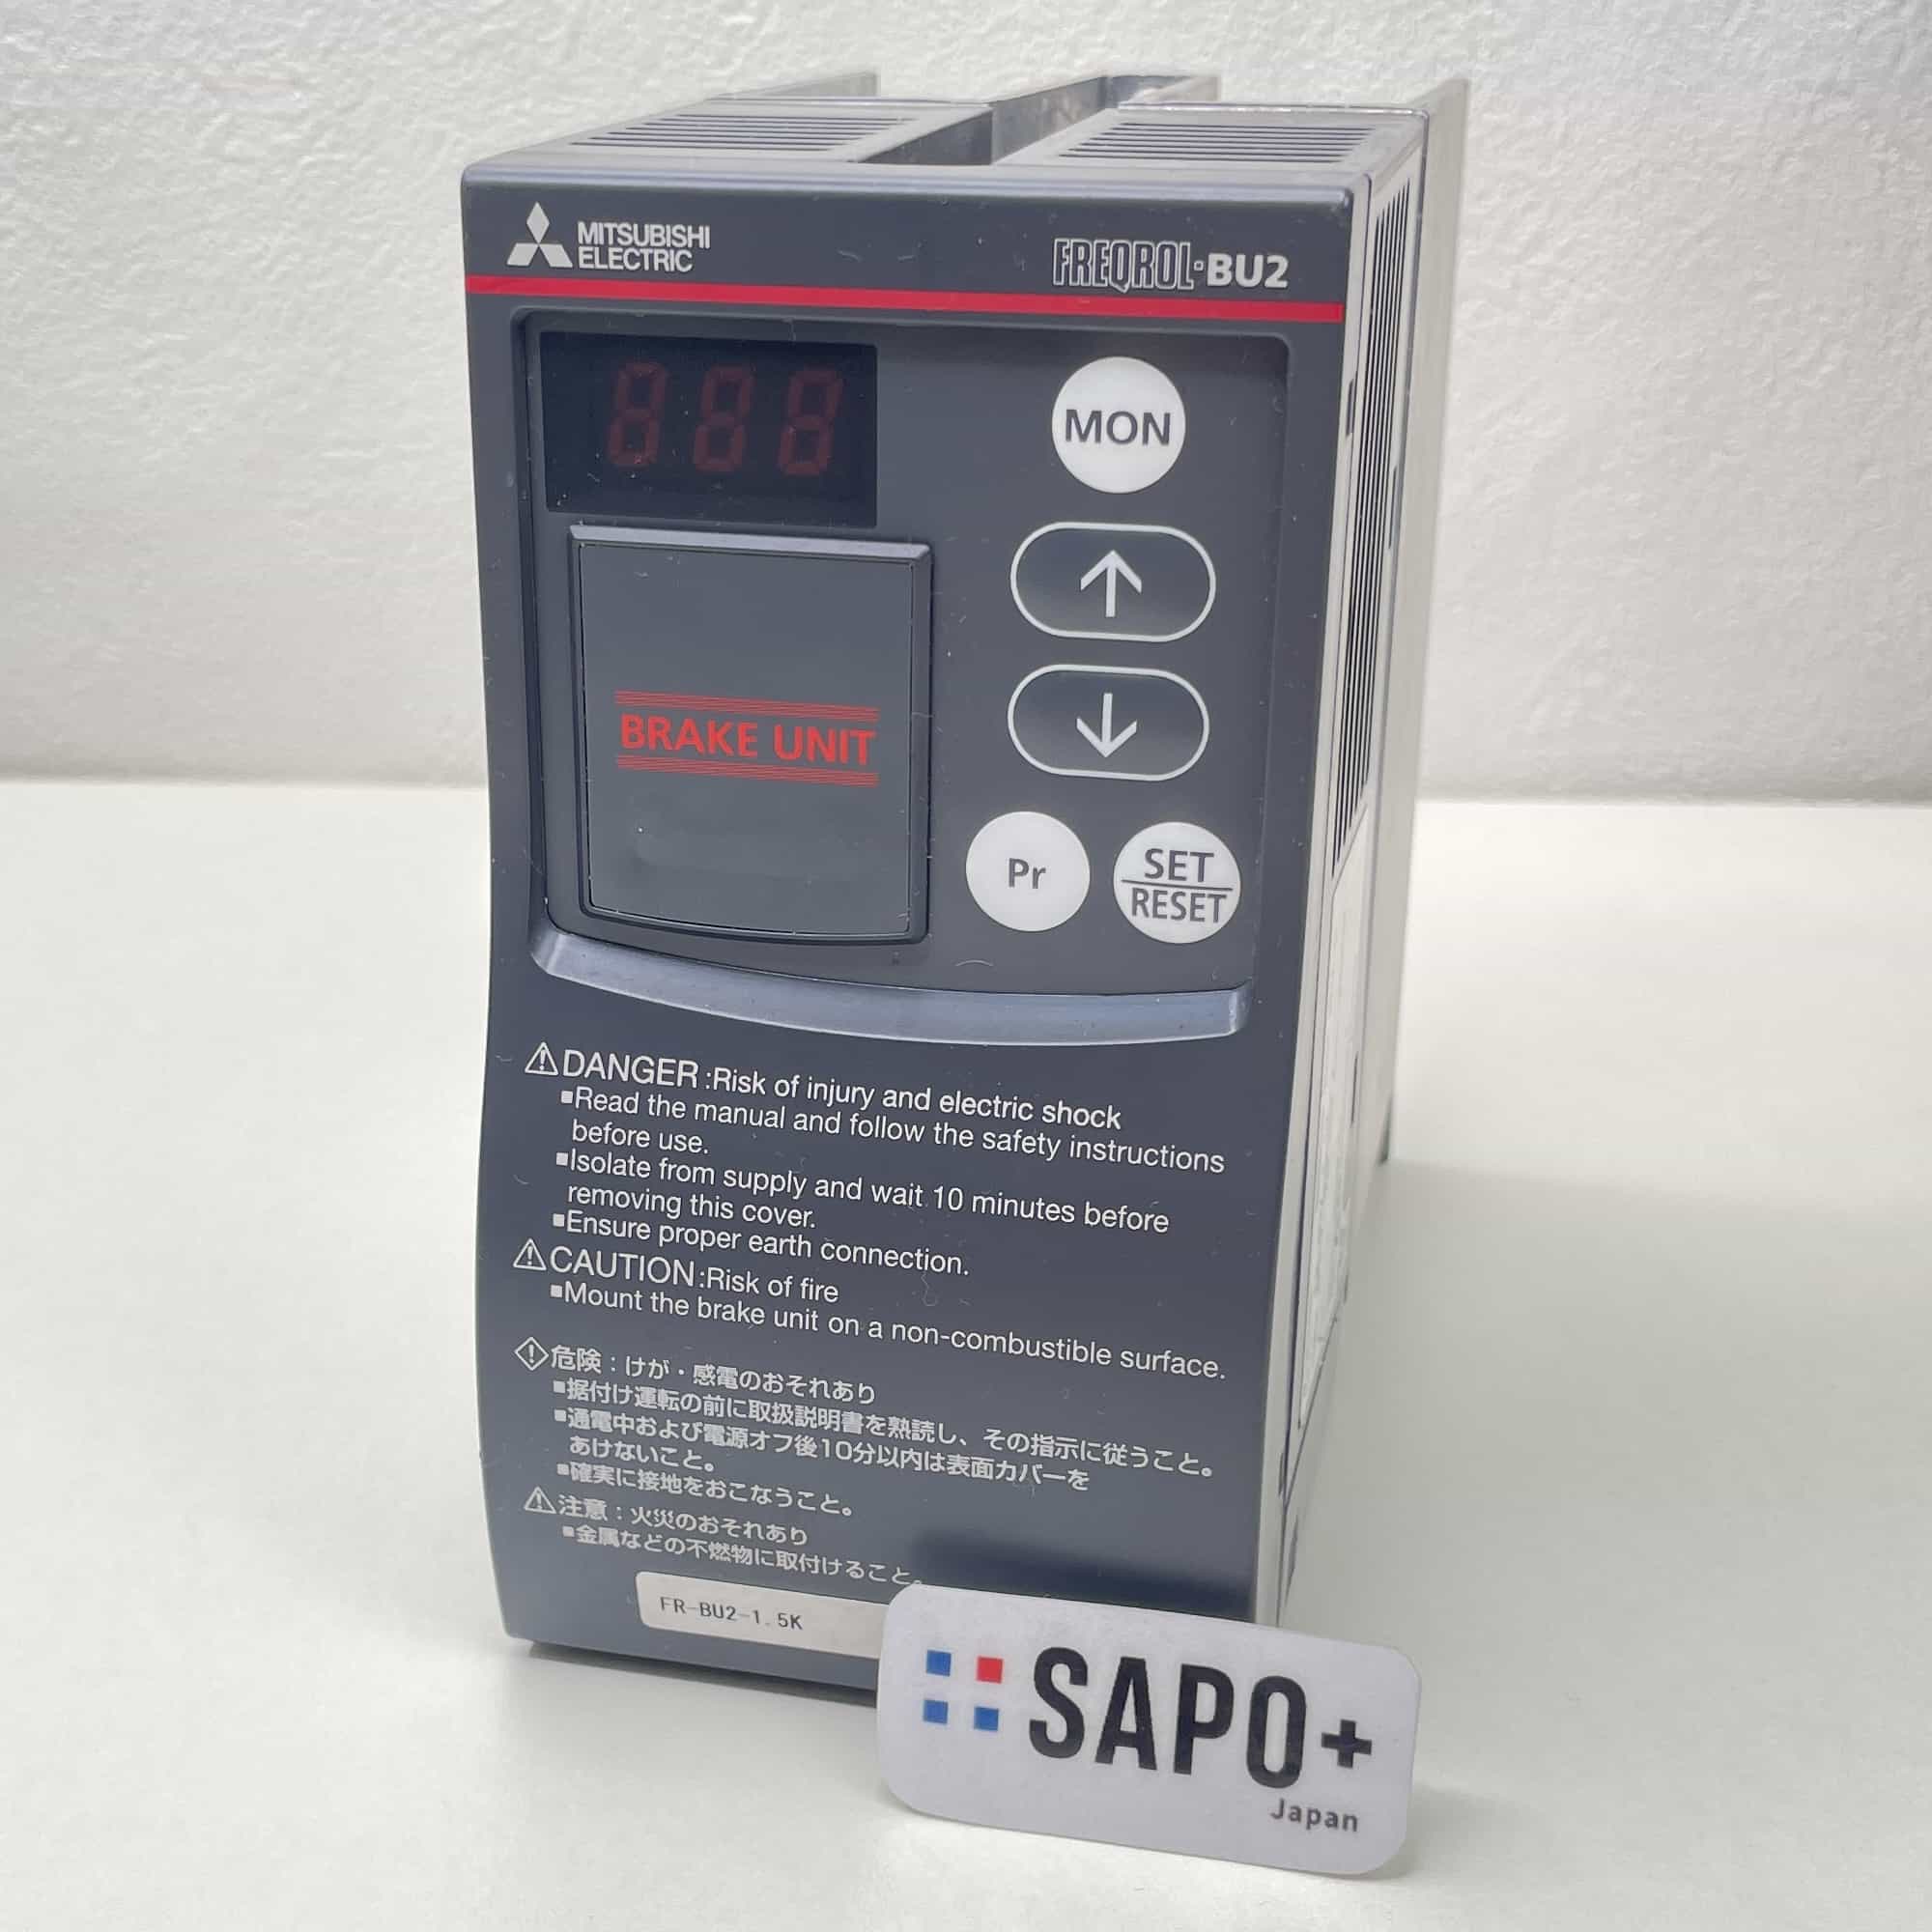 MITSUBISHI
ELECTRIC
FREQROL-BU2
888
MON
↑
↓
BRAKE UNIT
Pr
SET
RESET
⚠DANGER :Risk of injury and electric shock
■Read the manual and follow the safety instructions
before use.
■Isolate from supply and wait 10 minutes before
removing this cover.
■Ensure proper earth connection.
⚠CAUTION :Risk of fire
■Mount the brake unit on a non-combustible surface.
危険：けが・感電のおそれあり
■据付け運転の前に取扱説明書を熟読し、その指示に従うこと。
■通電中および電源オフ後10分以内は表面カバーを
あけないこと。
■確実に接地をおこなうこと。
⚠注意：火災のおそれあり
■金属などの不燃物に取付けること。
FR-BU2-1.5K
SAPO+
Japan